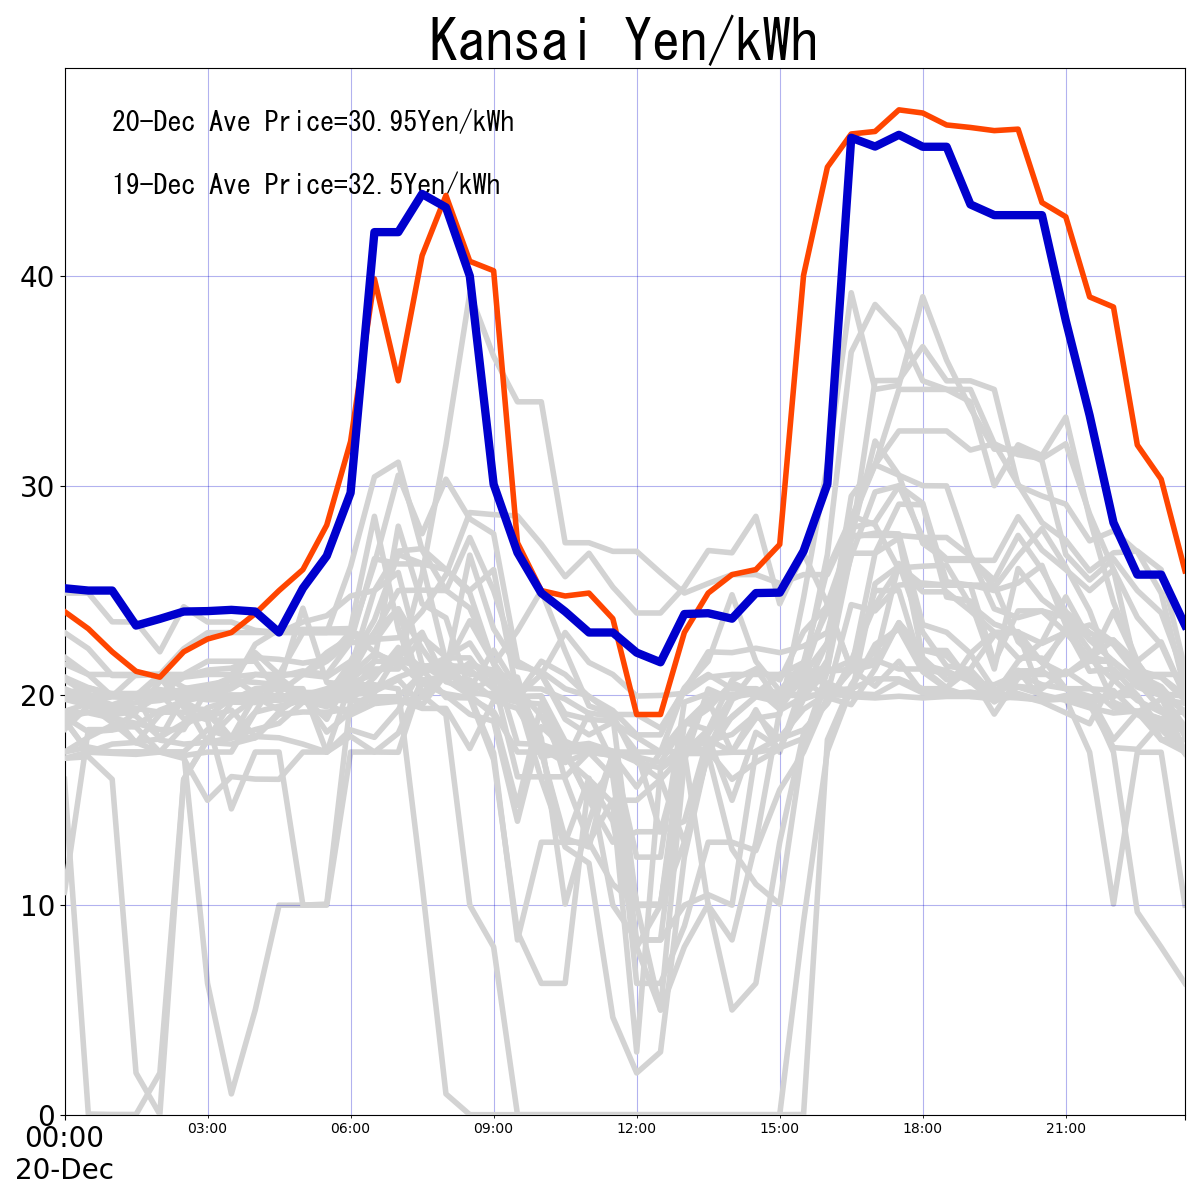 Kansai Yen/kWh
20-Dec Ave Price=30.95Yen/kWh
19-Dec Ave Price=32.5Yen/kWh
40
30
20
10
0
00:00 03:00 06:00 09:00 12:00 15:00 18:00 21:00
20-Dec